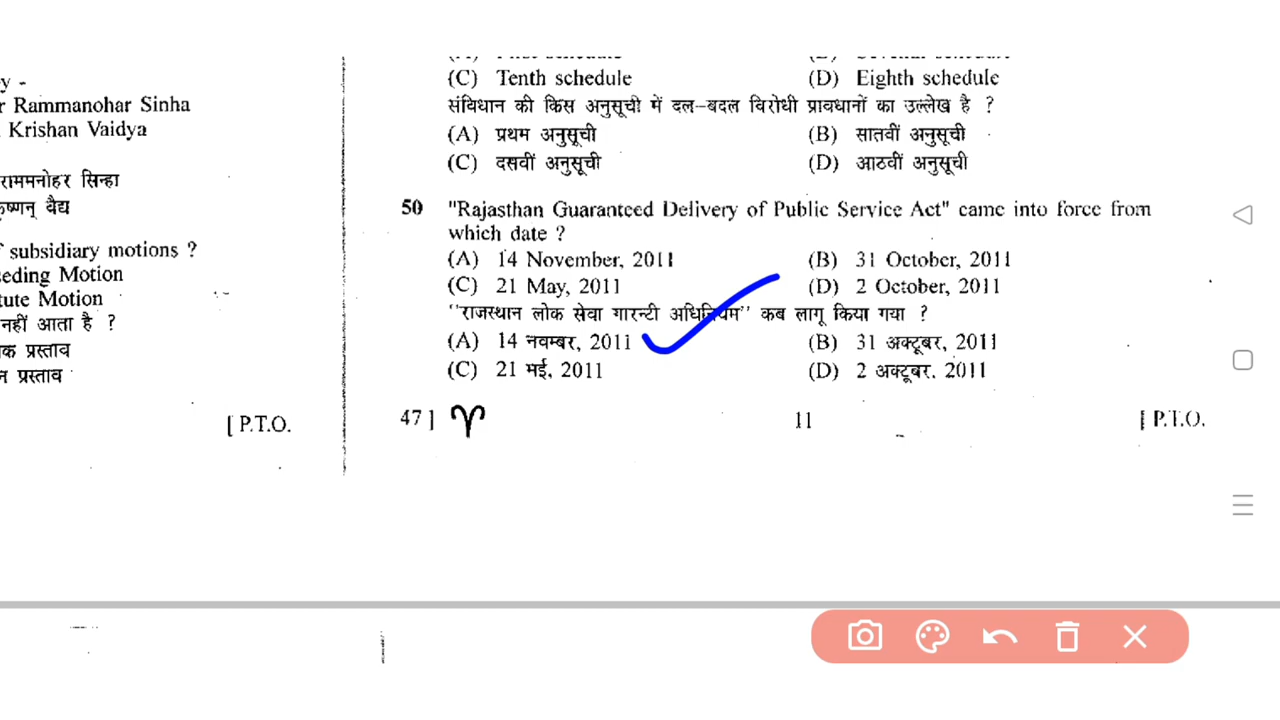 y -
r Rammanohar Sinha
Krishan Vaidya
राममनोहर सिन्हा
कृष्णन् वैद्य
subsidiary motions ?
eding Motion
tute Motion
नहीं आता है ?
क प्रस्ताव
न प्रस्ताव
[ P.T.O.
(C) Tenth schedule (D) Eighth schedule
संविधान की किस अनुसूची में दल-बदल विरोधी प्रावधानों का उल्लेख है ?
(A) प्रथम अनुसूची (B) सातवीं अनुसूची
(C) दसवीं अनुसूची (D) आठवीं अनुसूची
50 "Rajasthan Guaranteed Delivery of Public Service Act" came into force from
which date ?
(A) 14 November, 2011 (B) 31 October, 2011
(C) 21 May, 2011 (D) 2 October, 2011
''राजस्थान लोक सेवा गारन्टी अधिनियम'' कब लागू किया गया ?
(A) 14 नवम्बर, 2011 (B) 31 अक्टूबर, 2011
(C) 21 मई, 2011 (D) 2 अक्टूबर. 2011
47 ] 11 [ P.T.O.